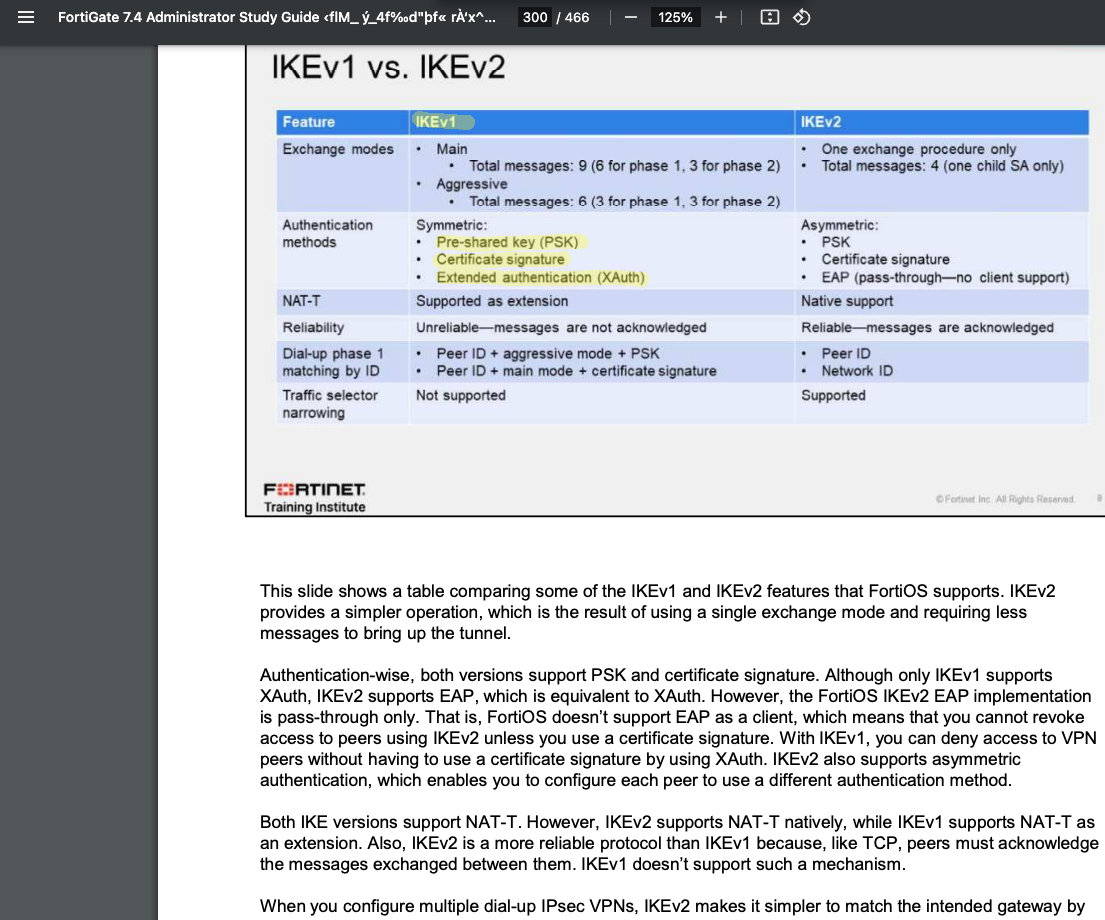 FortiGate 7.4 Administrator Study Guide
300 / 466
125%
IKEv1 vs. IKEv2
Feature IKEv1 IKEv2
Exchange modes
• Main
• Total messages: 9 (6 for phase 1, 3 for phase 2)
• Aggressive
• Total messages: 6 (3 for phase 1, 3 for phase 2)
• One exchange procedure only
• Total messages: 4 (one child SA only)
Authentication
methods
Symmetric:
• Pre-shared key (PSK)
• Certificate signature
• Extended authentication (XAuth)
Asymmetric:
• PSK
• Certificate signature
• EAP (pass-through—no client support)
NAT-T Supported as extension Native support
Reliability Unreliable—messages are not acknowledged Reliable—messages are acknowledged
Dial-up phase 1
matching by ID
• Peer ID + aggressive mode + PSK
• Peer ID + main mode + certificate signature
• Peer ID
• Network ID
Traffic selector
narrowing
Not supported
Supported
FORTINET
Training Institute
© Fortinet Inc. All Rights Reserved.
This slide shows a table comparing some of the IKEv1 and IKEv2 features that FortiOS supports. IKEv2
provides a simpler operation, which is the result of using a single exchange mode and requiring less
messages to bring up the tunnel.
Authentication-wise, both versions support PSK and certificate signature. Although only IKEv1 supports
XAuth, IKEv2 supports EAP, which is equivalent to XAuth. However, the FortiOS IKEv2 EAP implementation
is pass-through only. That is, FortiOS doesn't support EAP as a client, which means that you cannot revoke
access to peers using IKEv2 unless you use a certificate signature. With IKEv1, you can deny access to VPN
peers without having to use a certificate signature by using XAuth. IKEv2 also supports asymmetric
authentication, which enables you to configure each peer to use a different authentication method.
Both IKE versions support NAT-T. However, IKEv2 supports NAT-T natively, while IKEv1 supports NAT-T as
an extension. Also, IKEv2 is a more reliable protocol than IKEv1 because, like TCP, peers must acknowledge
the messages exchanged between them. IKEv1 doesn't support such a mechanism.
When you configure multiple dial-up IPsec VPNs, IKEv2 makes it simpler to match the intended gateway by